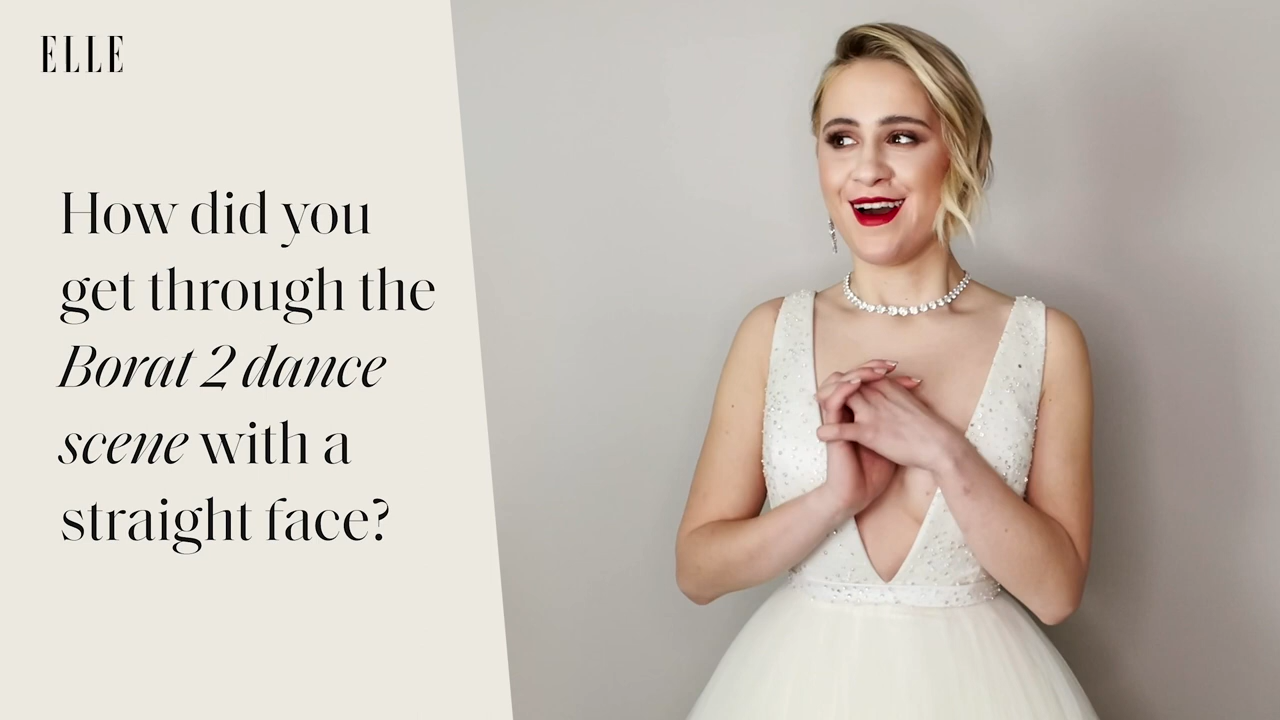 ELLE
How did you
get through the
Borat 2 dance
scene with a
straight face?